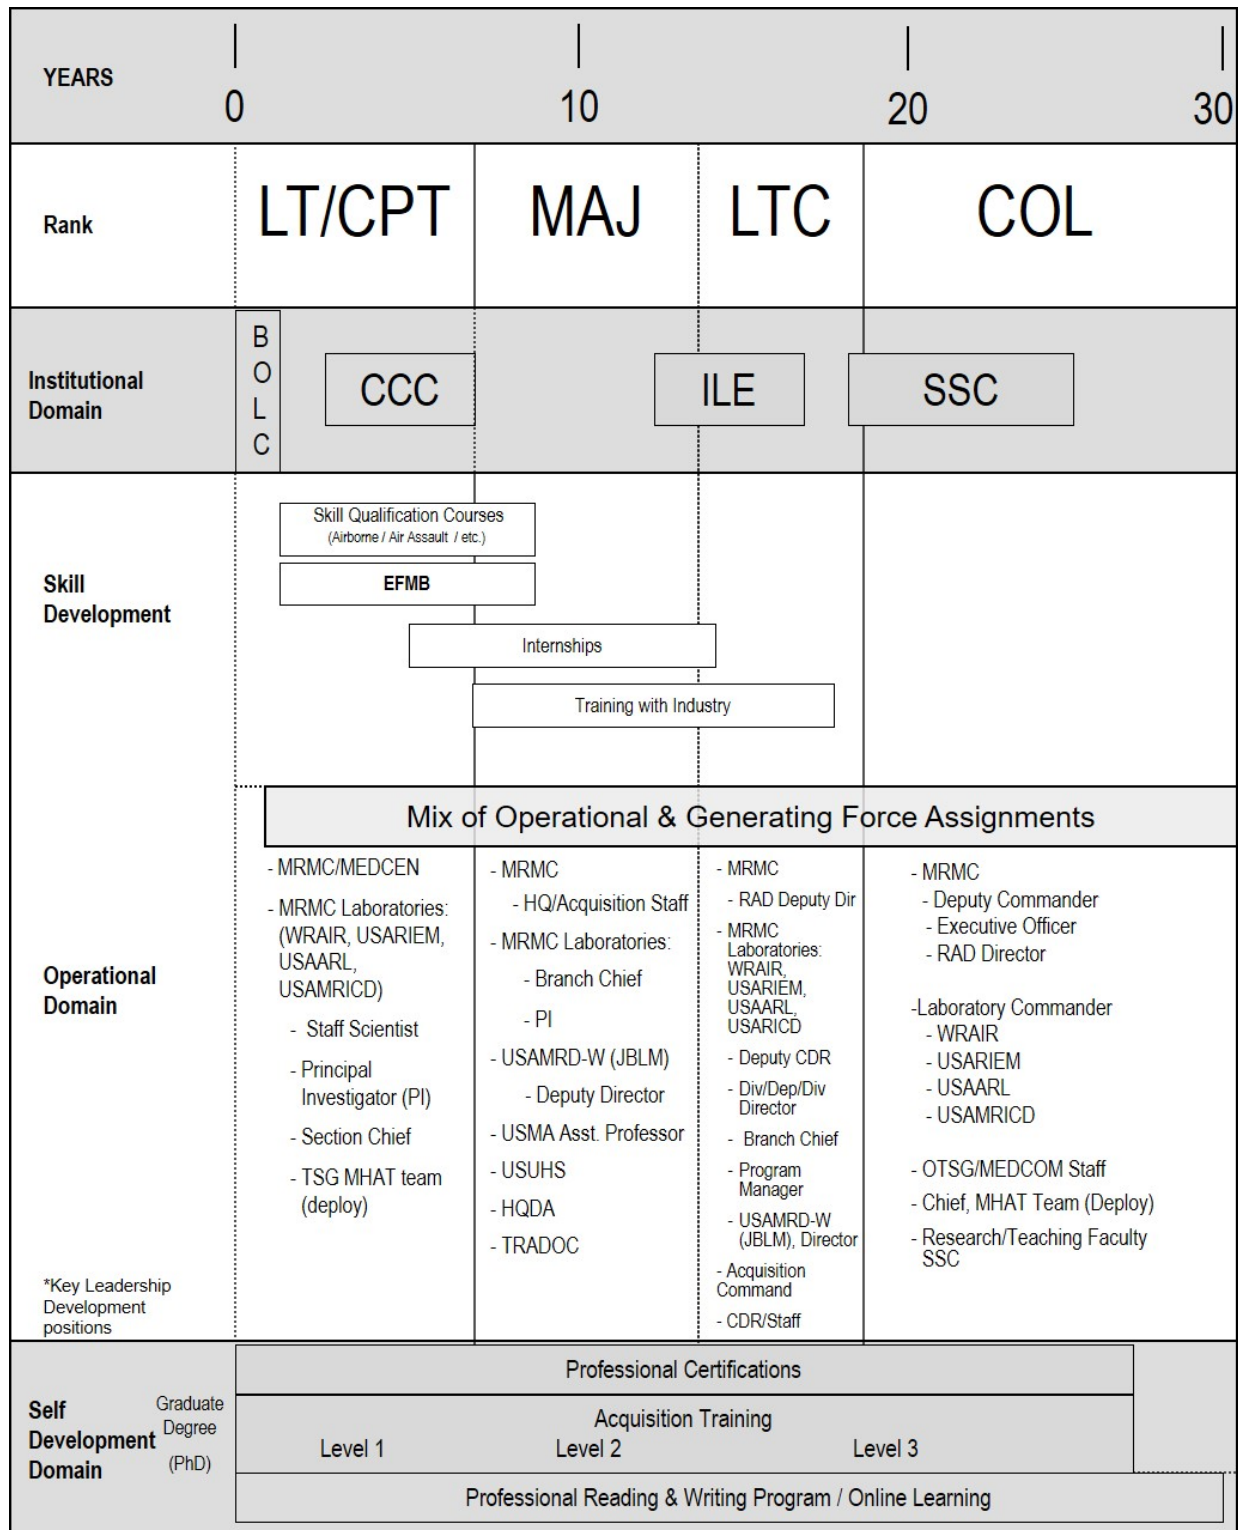 YEARS
0
10
20
30
Rank
LT/CPT
MAJ
LTC
COL
Institutional
Domain
B
O
L
C
CCC
ILE
SSC
Skill
Development
Skill Qualification Courses
(Airborne / Air Assault / etc.)
EFMB
Internships
Training with Industry
Mix of Operational & Generating Force Assignments
Operational
Domain
*Key Leadership
Development
positions
- MRMC/MEDCEN
- MRMC Laboratories:
(WRAIR, USARIEM,
USAARL,
USAMRICD)
- Staff Scientist
- Principal
Investigator (PI)
- Section Chief
- TSG MHAT team
(deploy)
- MRMC
- HQ/Acquisition Staff
- MRMC Laboratories:
- Branch Chief
- PI
- USAMRD-W (JBLM)
- Deputy Director
- USMA Asst. Professor
- USUHS
- HQDA
- TRADOC
- MRMC
- RAD Deputy Dir
- MRMC
Laboratories:
WRAIR,
USARIEM,
USAARL,
USARICD
- Deputy CDR
- Div/Dep/Div
Director
- Branch Chief
- Program
Manager
- USAMRD-W
(JBLM), Director
- Acquisition
Command
- CDR/Staff
- MRMC
- Deputy Commander
- Executive Officer
- RAD Director
-Laboratory Commander
- WRAIR
- USARIEM
- USAARL
- USAMRICD
- OTSG/MEDCOM Staff
- Chief, MHAT Team (Deploy)
- Research/Teaching Faculty
SSC
Self
Development
Domain
Graduate
Degree
(PhD)
Professional Certifications
Acquisition Training
Level 1
Level 2
Level 3
Professional Reading & Writing Program / Online Learning